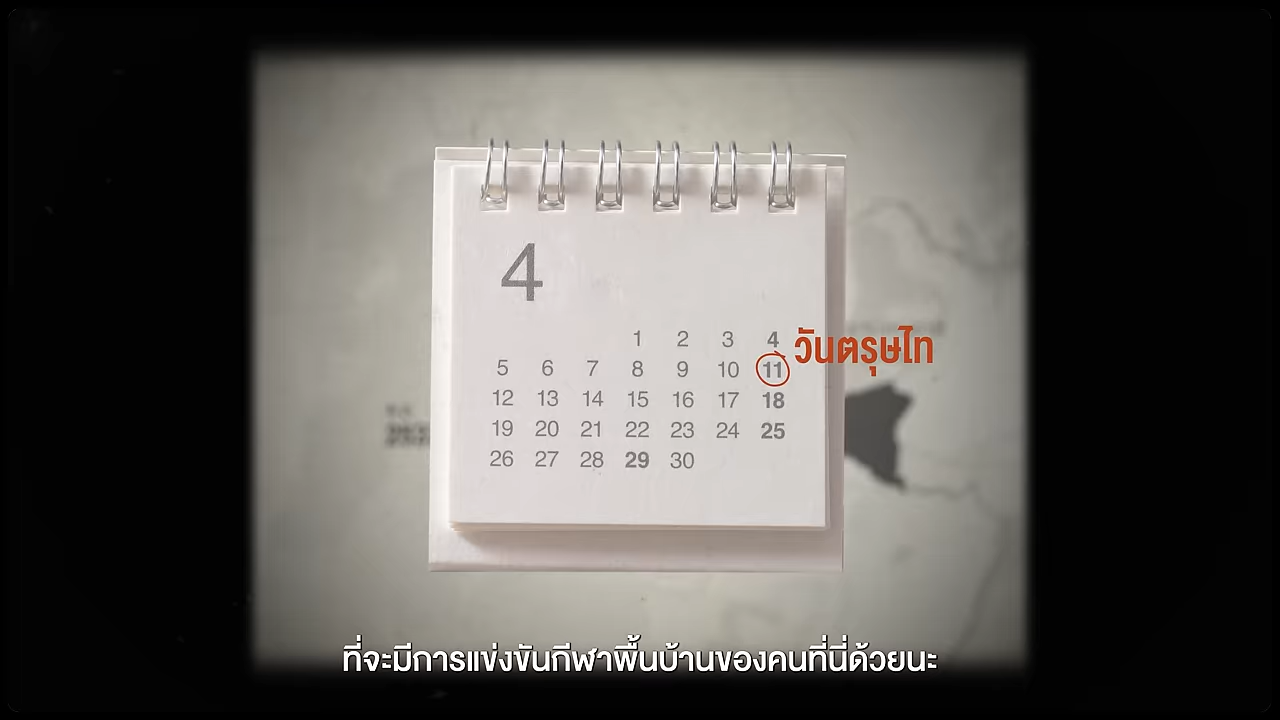 4
1 2 3 4
วันตรุษไท
5 6 7 8 9 10 11
12 13 14 15 16 17 18
19 20 21 22 23 24 25
26 27 28 29 30
ที่จะมีการแข่งขันกีฬาพื้นบ้านของคนที่นี่ด้วยนะ